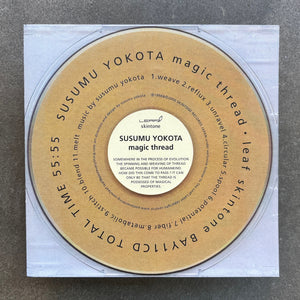 SUSUMU YOKOTA magic thread · leaf skintone BAY11CD TOTAL TIME 55:55
music by susumu yokota 1.weave 2.reflux 3.unravel 4.circular 5.spool 6.potential 7.fiber 8.metabolic 9.stitch 10.blend 11.melt
skintone
SUSUMU YOKOTA
magic thread
SOMEWHERE IN THE PROCESS OF EVOLUTION
THE SPINNING AND WEAVING OF THREAD
BECAME POSSIBLE FOR HUMANKIND.
HOW DID THIS COME TO PASS? IT CAN
ONLY BE THAT THE THREAD IS
POSSESSED OF MAGICAL
PROPERTIES.